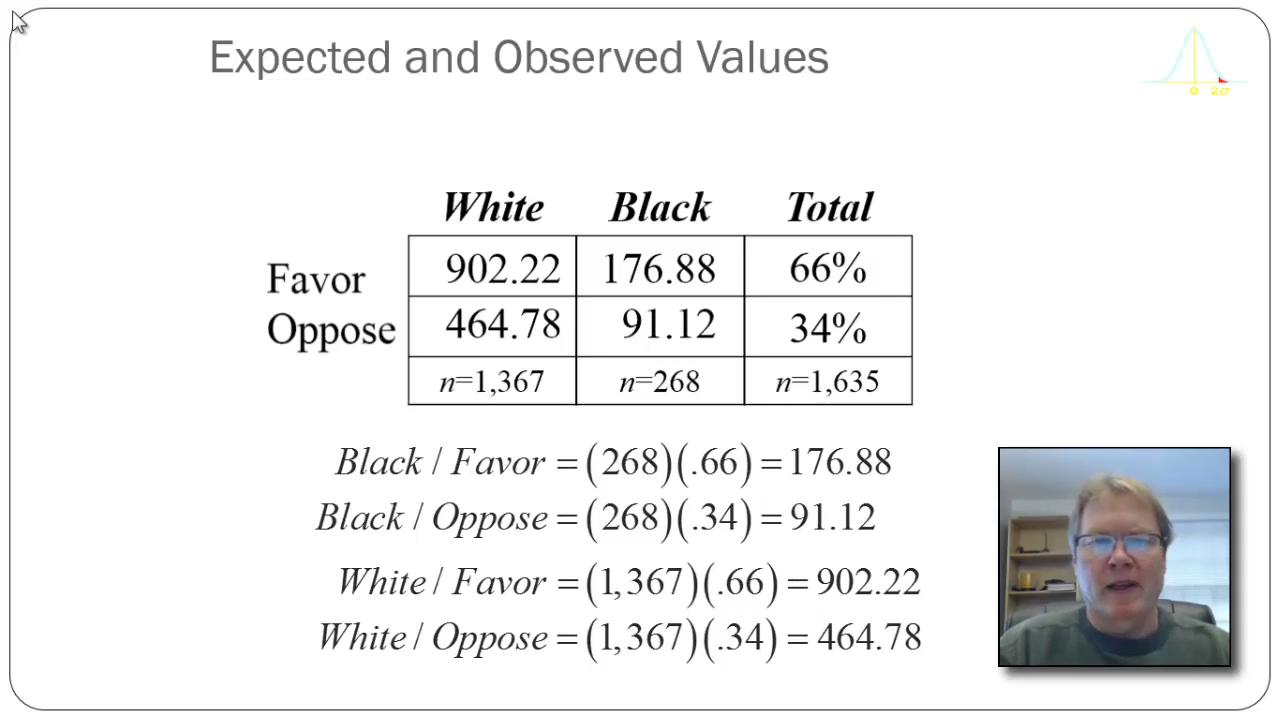 Expected and Observed Values
0 2σ
White Black Total
Favor 902.22 176.88 66%
Oppose 464.78 91.12 34%
n=1,367 n=268 n=1,635
Black / Favor = (268)(.66) = 176.88
Black / Oppose = (268)(.34) = 91.12
White / Favor = (1,367)(.66) = 902.22
White / Oppose = (1,367)(.34) = 464.78